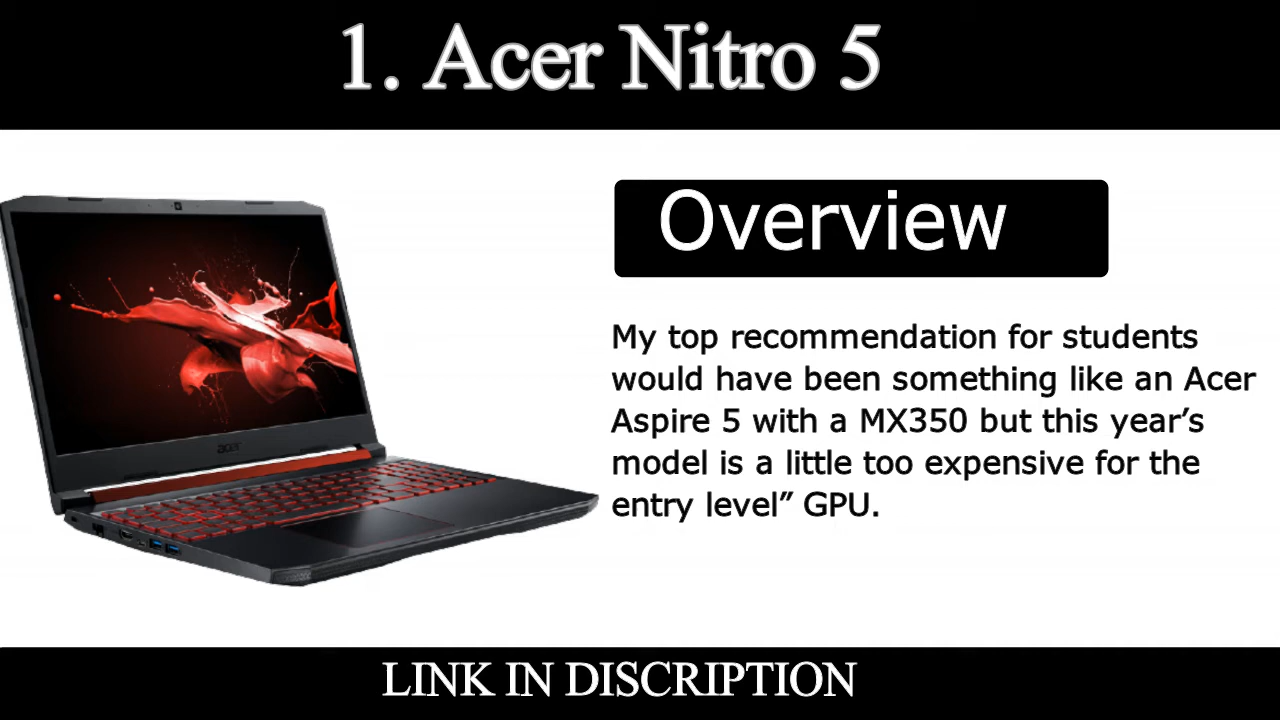 1. Acer Nitro 5
Overview
My top recommendation for students
would have been something like an Acer
Aspire 5 with a MX350 but this year’s
model is a little too expensive for the
entry level” GPU.
acer
LINK IN DISCRIPTION